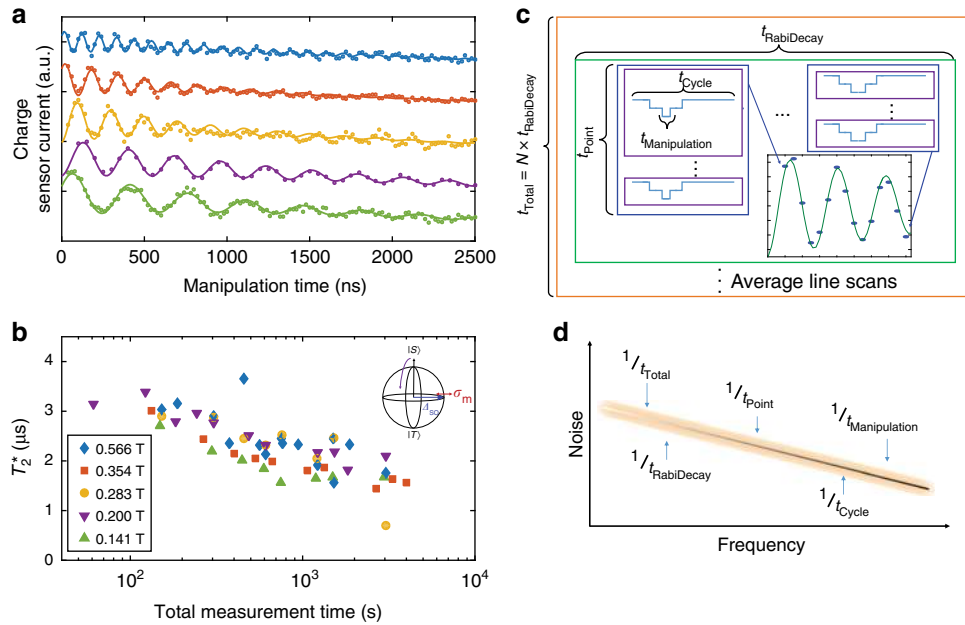 a
Charge
sensor current (a.u.)
0 500 1000 1500 2000 2500
Manipulation time (ns)
b
T2* (μs)
4
3
2
1
0
10^2 10^3 10^4
Total measurement time (s)
0.566 T
0.354 T
0.283 T
0.200 T
0.141 T
|S⟩
σm
ΔSO
|T⟩
c
tTotal = N × tRabiDecay
tRabiDecay
tPoint
tCycle
tManipulation
...
Average line scans
d
Noise
1/tTotal
1/tRabiDecay
1/tPoint
1/tCycle
1/tManipulation
Frequency